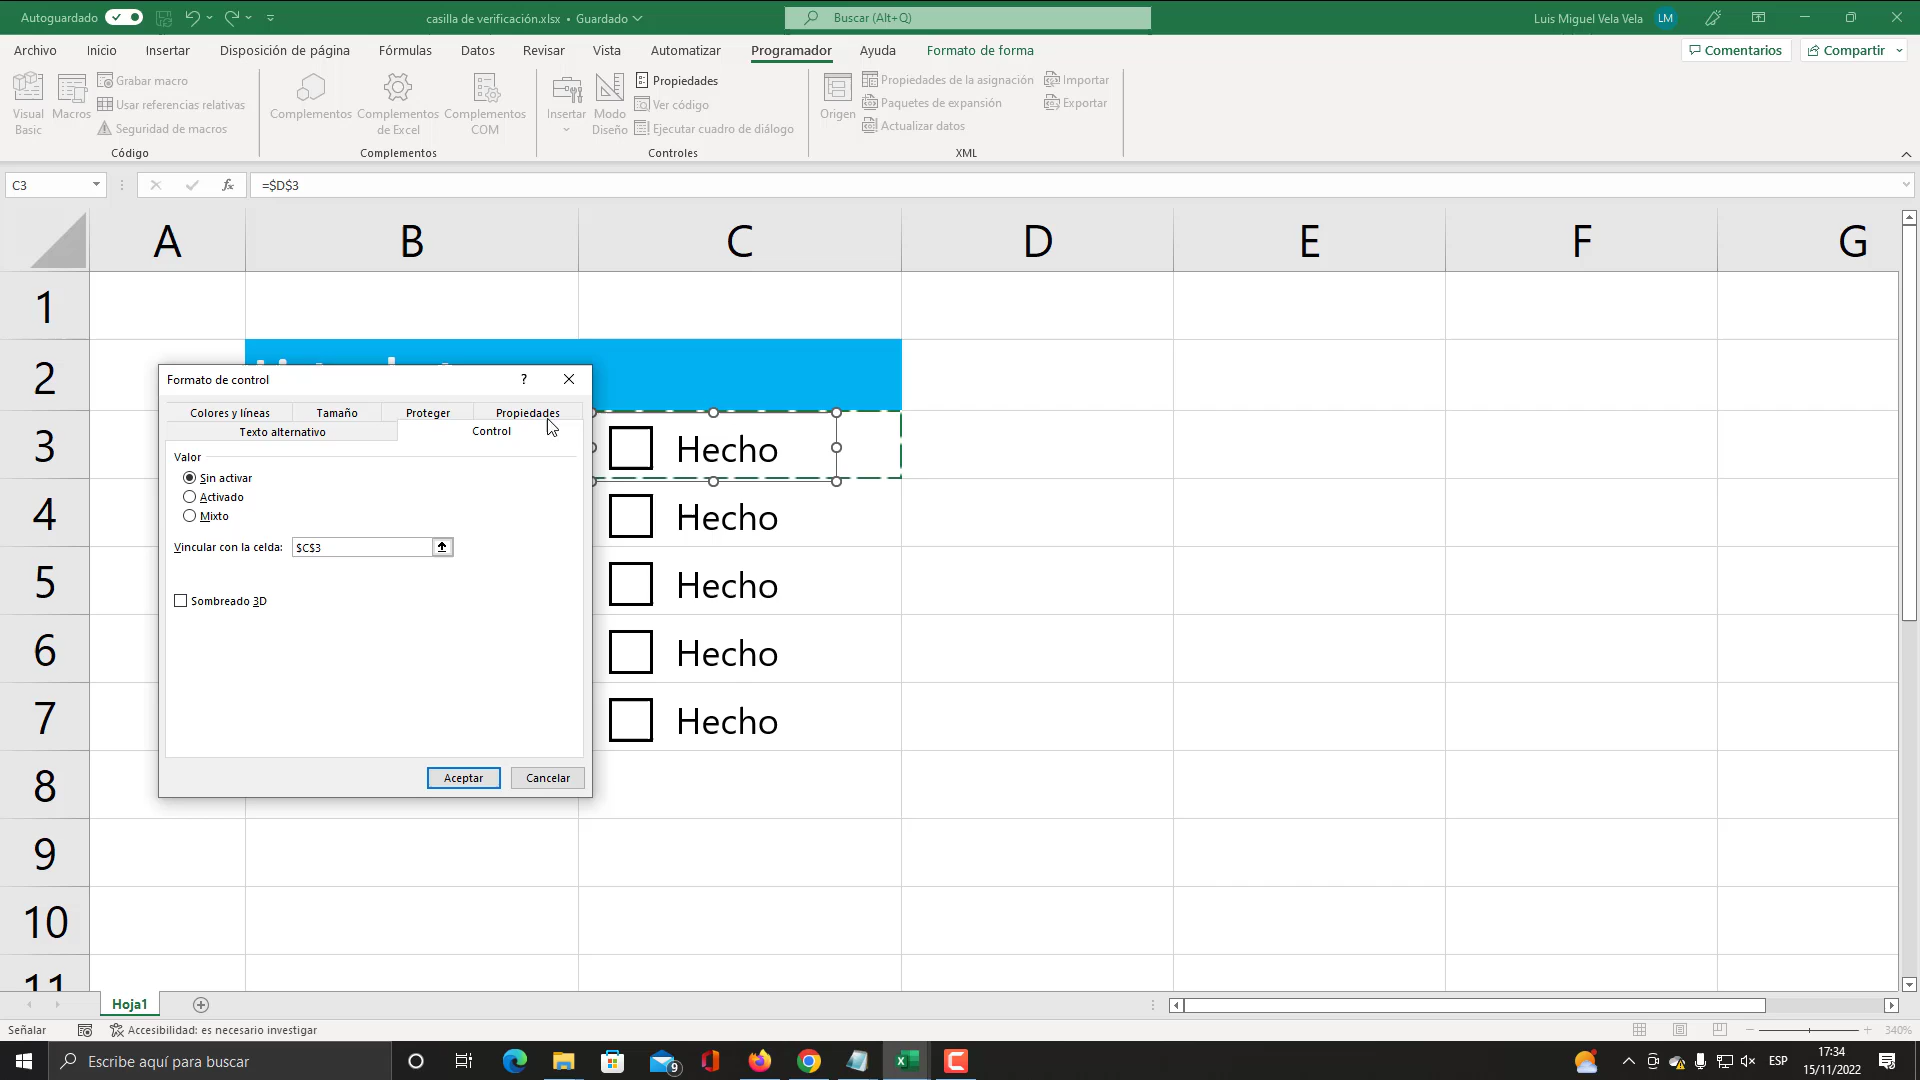 Autoguardado
casilla de verificación.xlsx • Guardado
Buscar (Alt+Q)
Luis Miguel Vela Vela
LM
Archivo
Inicio
Insertar
Disposición de página
Fórmulas
Datos
Revisar
Vista
Automatizar
Programador
Ayuda
Formato de forma
Comentarios
Compartir
Visual
Basic
Macros
Grabar macro
Usar referencias relativas
Seguridad de macros
Código
Complementos
Complementos
de Excel
Complementos
COM
Complementos
Insertar
Modo
Diseño
Propiedades
Ver código
Ejecutar cuadro de diálogo
Controles
Origen
Propiedades de la asignación
Paquetes de expansión
Actualizar datos
Importar
Exportar
XML
C3
fx
=$D$3
A
B
C
D
E
F
G
1
2
3
4
5
6
7
8
9
10
11
Formato de control
?
Colores y líneas
Tamaño
Proteger
Propiedades
Texto alternativo
Control
Valor
Sin activar
Activado
Mixto
Vincular con la celda:
$C$3
Sombreado 3D
Aceptar
Cancelar
Hecho
Hecho
Hecho
Hecho
Hecho
Hoja1
Señalar
Accesibilidad: es necesario investigar
340%
Escribe aquí para buscar
9
ESP
17:34
15/11/2022